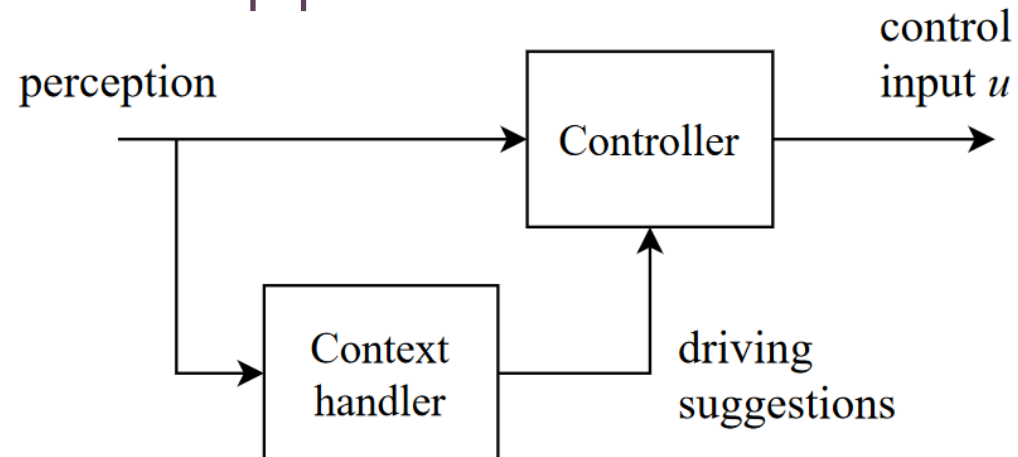 perception
control
input u
Controller
Context
handler
driving
suggestions